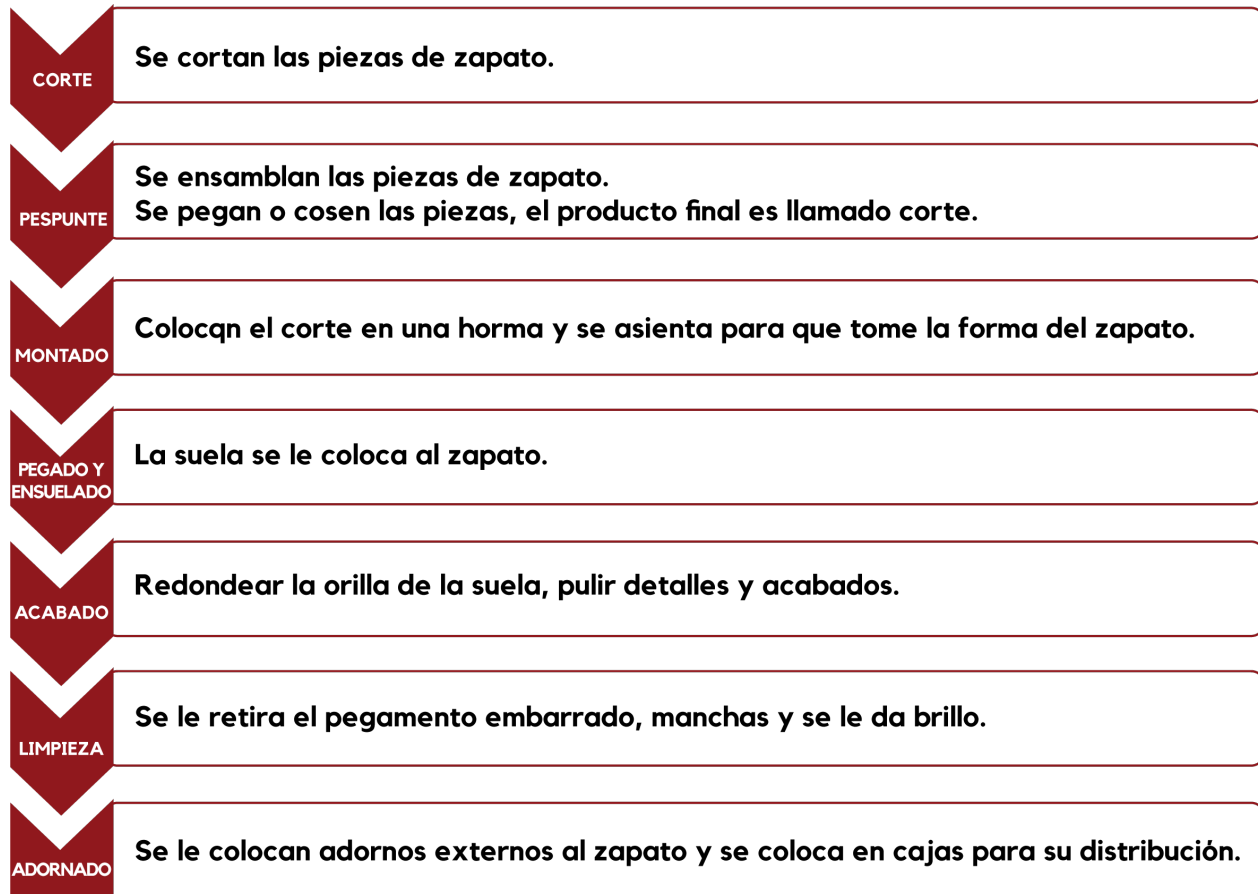 CORTE
Se cortan las piezas de zapato.
PESPUNTE
Se ensamblan las piezas de zapato.
Se pegan o cosen las piezas, el producto final es llamado corte.
MONTADO
Colocqn el corte en una horma y se asienta para que tome la forma del zapato.
PEGADO Y
ENSUELADO
La suela se le coloca al zapato.
ACABADO
Redondear la orilla de la suela, pulir detalles y acabados.
LIMPIEZA
Se le retira el pegamento embarrado, manchas y se le da brillo.
ADORNADO
Se le colocan adornos externos al zapato y se coloca en cajas para su distribución.